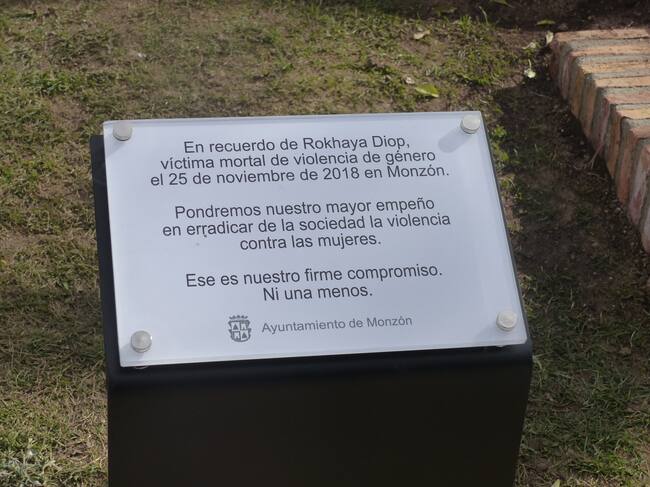 En recuerdo de Rokhaya Diop,
víctima mortal de violencia de género
el 25 de noviembre de 2018 en Monzón.
Pondremos nuestro mayor empeño
en erradicar de la sociedad la violencia
contra las mujeres.
Ese es nuestro firme compromiso.
Ni una menos.
Ayuntamiento de Monzón